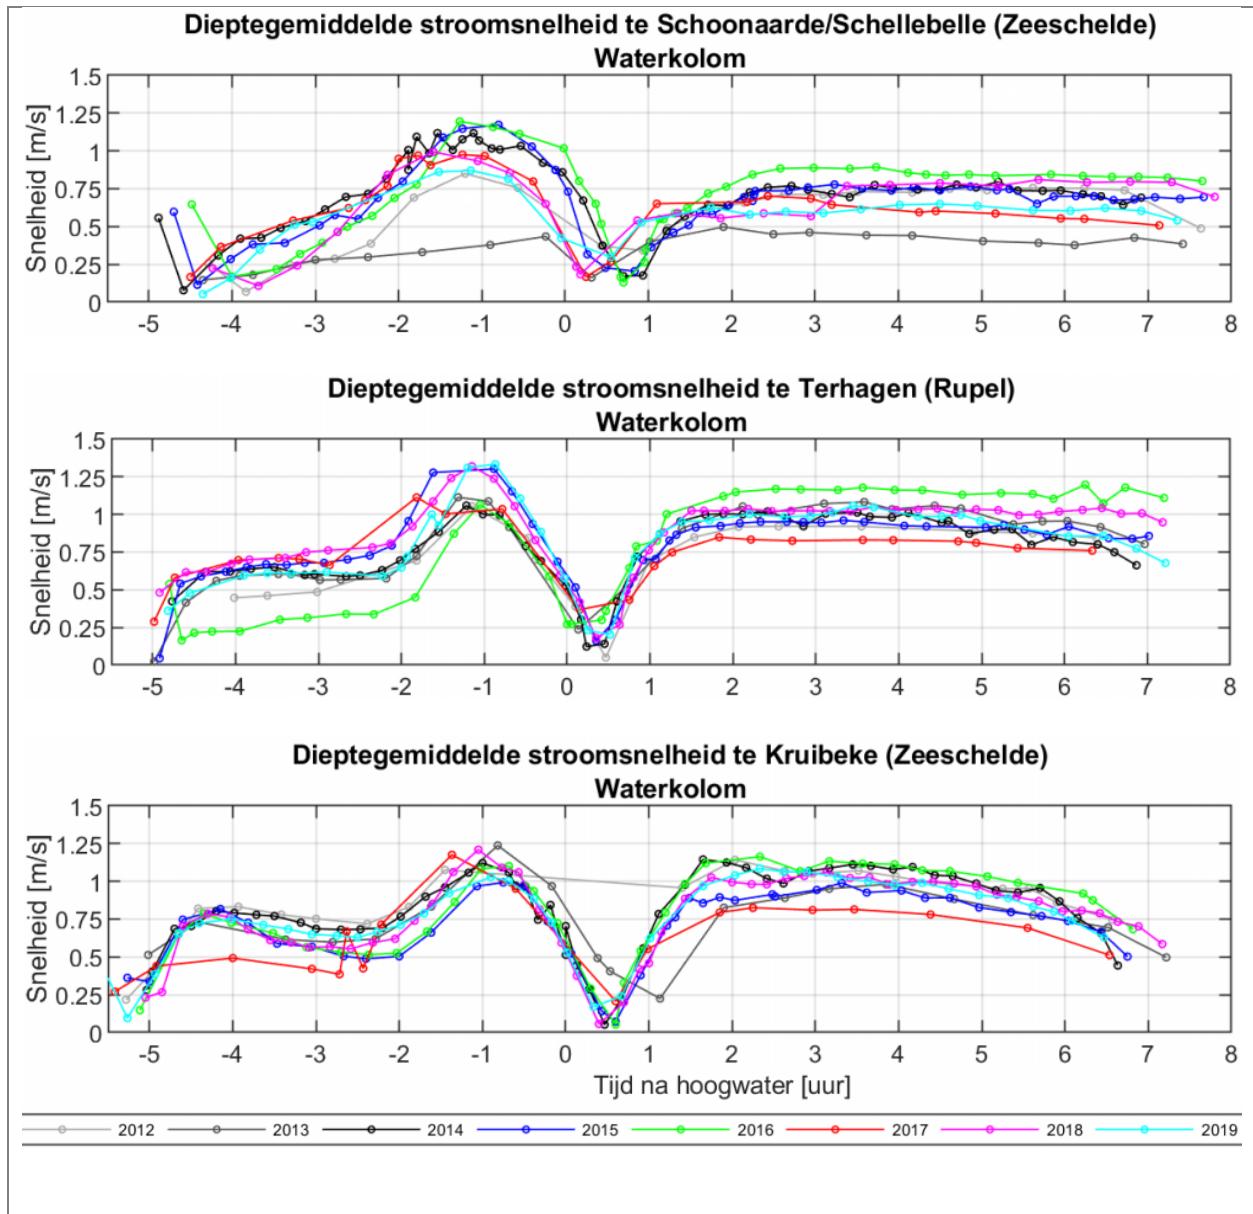 Dieptegemiddelde stroomsnelheid te Schoonaarde/Schellebelle (Zeeschelde)
Waterkolom
Snelheid [m/s]
1.5
1.25
1
0.75
0.5
0.25
0
-5 -4 -3 -2 -1 0 1 2 3 4 5 6 7 8
Dieptegemiddelde stroomsnelheid te Terhagen (Rupel)
Waterkolom
Snelheid [m/s]
1.5
1.25
1
0.75
0.5
0.25
0
-5 -4 -3 -2 -1 0 1 2 3 4 5 6 7 8
Dieptegemiddelde stroomsnelheid te Kruibeke (Zeeschelde)
Waterkolom
Snelheid [m/s]
1.5
1.25
1
0.75
0.5
0.25
0
-5 -4 -3 -2 -1 0 1 2 3 4 5 6 7 8
Tijd na hoogwater [uur]
2012 2013 2014 2015 2016 2017 2018 2019